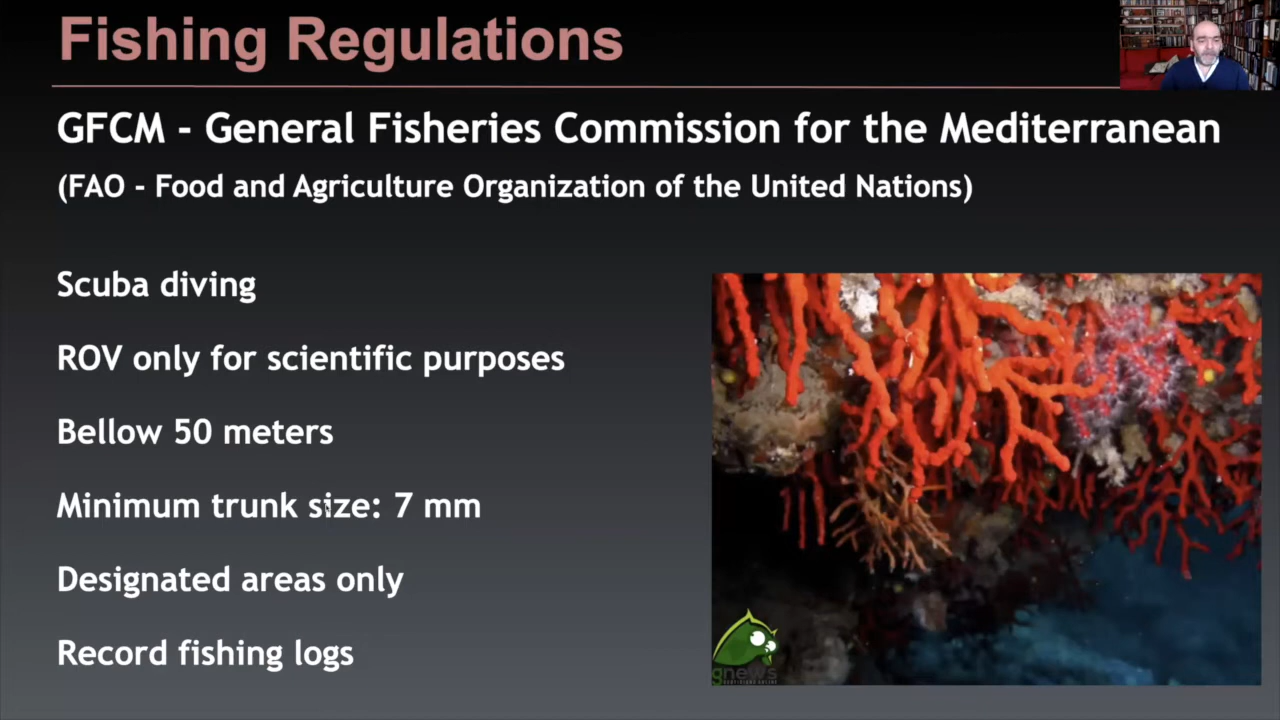 Fishing Regulations
GFCM - General Fisheries Commission for the Mediterranean
(FAO - Food and Agriculture Organization of the United Nations)
Scuba diving
ROV only for scientific purposes
Bellow 50 meters
Minimum trunk size: 7 mm
Designated areas only
Record fishing logs
gnews